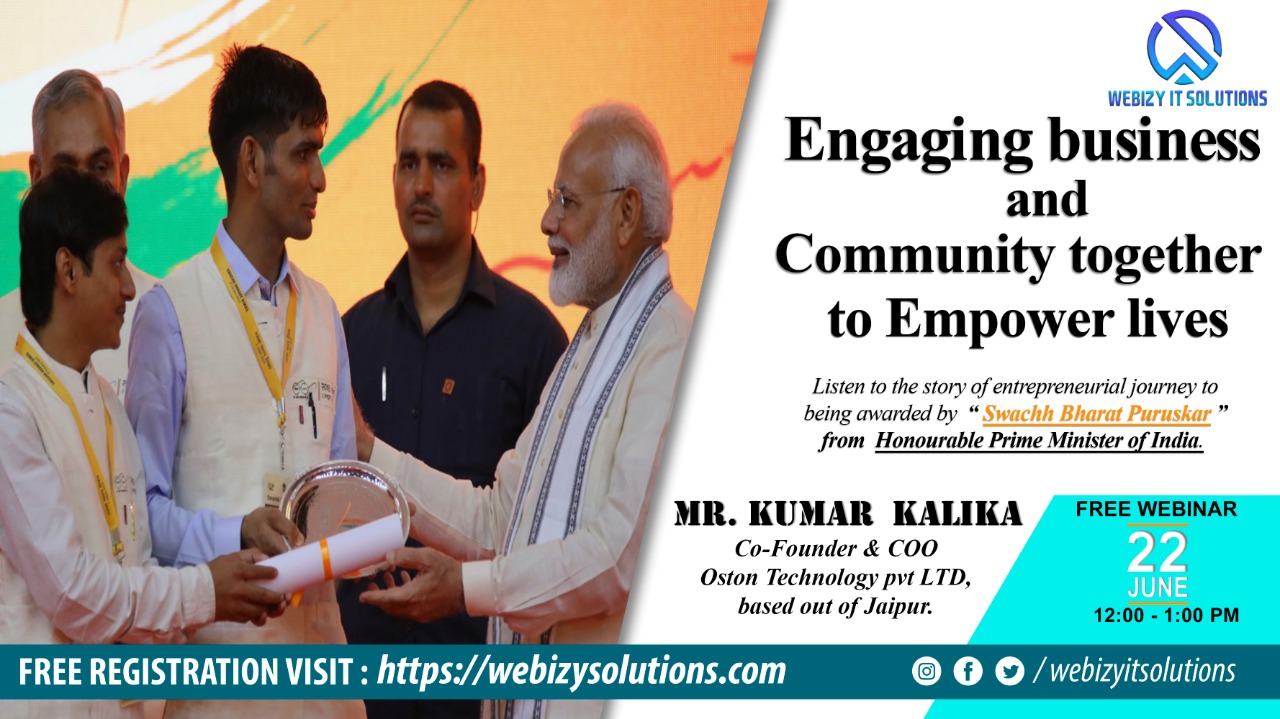 WEBIZY IT SOLUTIONS
Engaging business
and
Community together
to Empower lives
Listen to the story of entrepreneurial journey to
being awarded by “ Swachh Bharat Puruskar ”
from Honourable Prime Minister of India.
MR. KUMAR KALIKA
Co-Founder & COO
Oston Technology pvt LTD,
based out of Jaipur.
FREE WEBINAR
22
JUNE
12:00 - 1:00 PM
FREE REGISTRATION VISIT : https://webizysolutions.com
/ webizyitsolutions